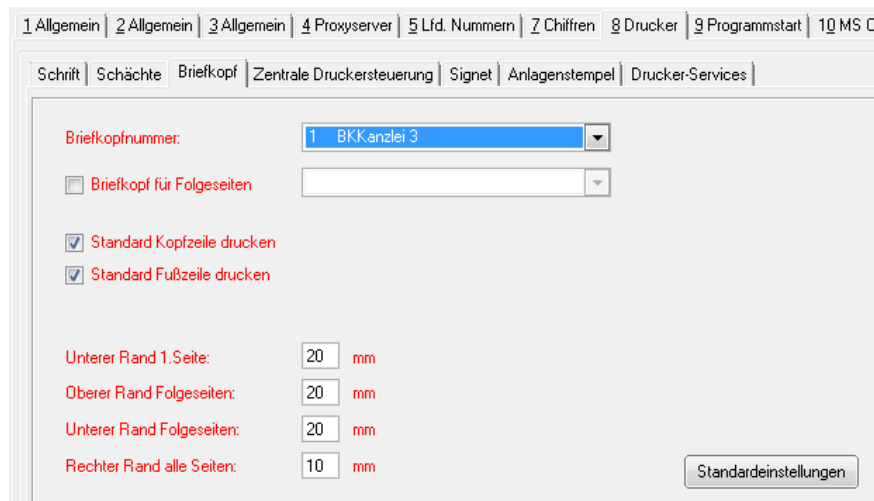 1 Allgemein 2 Allgemein 3 Allgemein 4 Proxyserver 5 Lfd. Nummern 7 Chiffren 8 Drucker 9 Programmstart 10 MS
Schrift Schächte Briefkopf Zentrale Druckersteuerung Signet Anlagenstempel Drucker-Services
Briefkopfnummer: 1 BKKanzlei 3
Briefkopf für Folgeseiten
Standard Kopfzeile drucken
Standard Fußzeile drucken
Unterer Rand 1.Seite: 20 mm
Oberer Rand Folgeseiten: 20 mm
Unterer Rand Folgeseiten: 20 mm
Rechter Rand alle Seiten: 10 mm
Standardeinstellungen